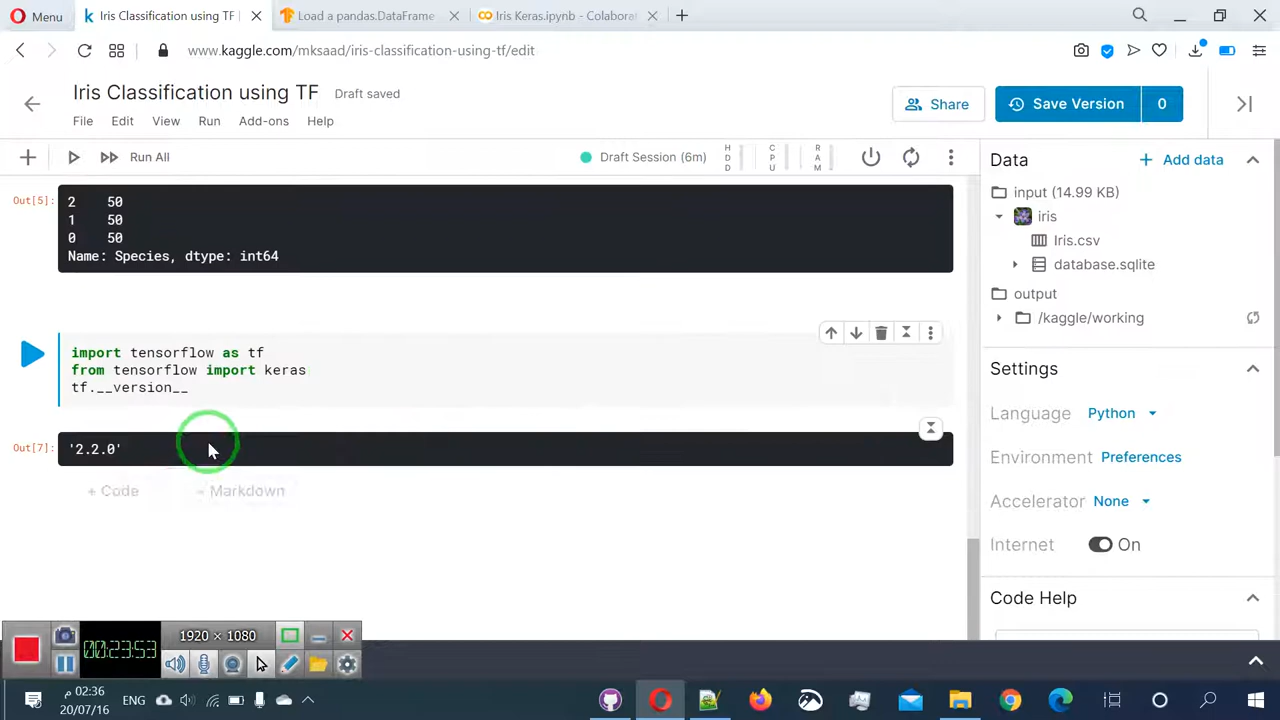 Menu
Iris Classification using TF
Load a pandas.DataFrame
Iris Keras.ipynb - Colaborat
www.kaggle.com/mksaad/iris-classification-using-tf/edit
Iris Classification using TF
Draft saved
Share
Save Version
0
File
Edit
View
Run
Add-ons
Help
Run All
Draft Session (6m)
HDD
CPU
RAM
Data
Add data
input (14.99 KB)
iris
Iris.csv
database.sqlite
output
/kaggle/working
Out[5]:
2 50
1 50
0 50
Name: Species, dtype: int64
import tensorflow as tf
from tensorflow import keras
tf.__version__
Out[7]:
'2.2.0'
+ Code
+ Markdown
Settings
Language Python
Environment Preferences
Accelerator None
Internet On
Code Help
1920 × 1080
00:23:53
02:36 م
20/07/16
ENG